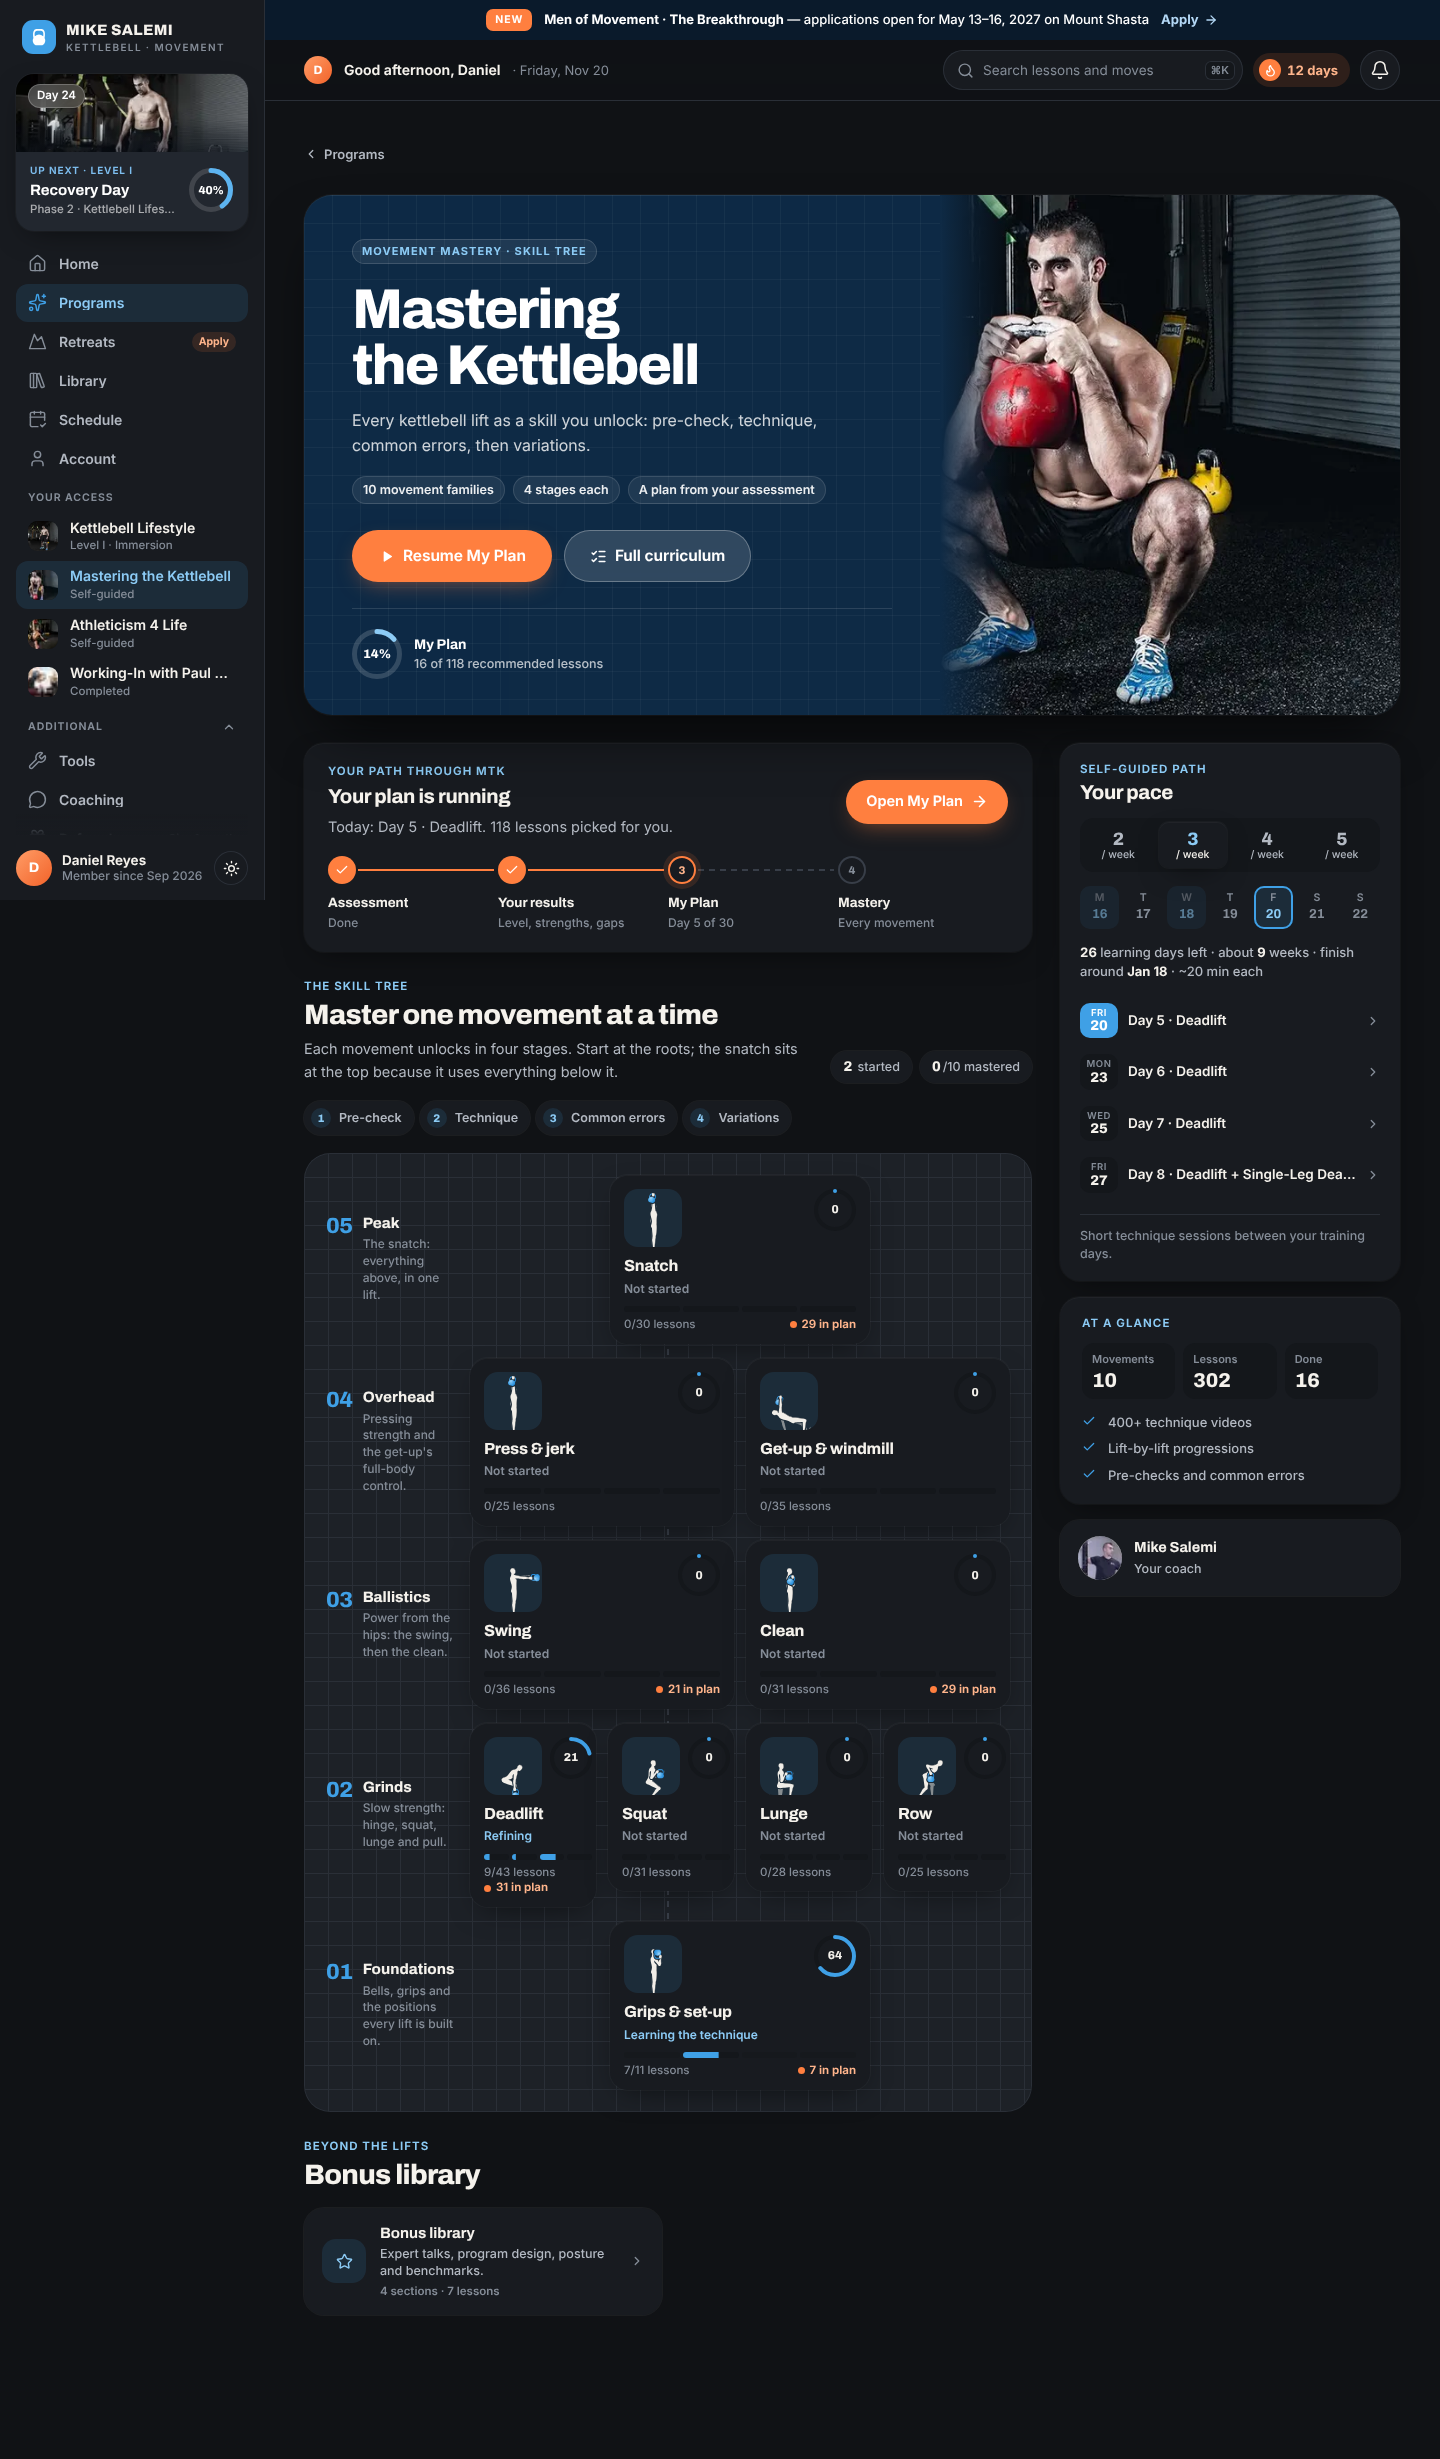 MIKE SALEMI
KETTLEBELL · MOVEMENT
Day 24
UP NEXT · LEVEL I
Recovery Day
Phase 2 · Kettlebell Lifes...
40%
Home
Programs
Retreats
Apply
Library
Schedule
Account
YOUR ACCESS
Kettlebell Lifestyle
Level I · Immersion
Mastering the Kettlebell
Self-guided
Athleticism 4 Life
Self-guided
Working-In with Paul ...
Completed
ADDITIONAL
Tools
Coaching
D
Daniel Reyes
Member since Sep 2026
NEW Men of Movement · The Breakthrough — applications open for May 13–16, 2027 on Mount Shasta Apply →
D
Good afternoon, Daniel · Friday, Nov 20
Search lessons and moves ⌘K
12 days
Programs
MOVEMENT MASTERY · SKILL TREE
Mastering
the Kettlebell
Every kettlebell lift as a skill you unlock: pre-check, technique,
common errors, then variations.
10 movement families
4 stages each
A plan from your assessment
Resume My Plan
Full curriculum
14%
My Plan
16 of 118 recommended lessons
YOUR PATH THROUGH MTK
Your plan is running
Today: Day 5 · Deadlift. 118 lessons picked for you.
Open My Plan →
3
4
Assessment
Done
Your results
Level, strengths, gaps
My Plan
Day 5 of 30
Mastery
Every movement
THE SKILL TREE
Master one movement at a time
Each movement unlocks in four stages. Start at the roots; the snatch sits
at the top because it uses everything below it.
2 started
0/10 mastered
1 Pre-check
2 Technique
3 Common errors
4 Variations
05
Peak
The snatch:
everything
above, in one
lift.
0
Snatch
Not started
0/30 lessons
29 in plan
04
Overhead
Pressing
strength and
the get-up's
full-body
control.
0
Press & jerk
Not started
0/25 lessons
0
Get-up & windmill
Not started
0/35 lessons
03
Ballistics
Power from the
hips: the swing,
then the clean.
0
Swing
Not started
0/36 lessons
21 in plan
0
Clean
Not started
0/31 lessons
29 in plan
02
Grinds
Slow strength:
hinge, squat,
lunge and pull.
21
Deadlift
Refining
9/43 lessons
31 in plan
0
Squat
Not started
0/31 lessons
0
Lunge
Not started
0/28 lessons
0
Row
Not started
0/25 lessons
01
Foundations
Bells, grips and
the positions
every lift is built
on.
64
Grips & set-up
Learning the technique
7/11 lessons
7 in plan
BEYOND THE LIFTS
Bonus library
Bonus library
Expert talks, program design, posture
and benchmarks.
4 sections · 7 lessons
SELF-GUIDED PATH
Your pace
2
/ week
3
/ week
4
/ week
5
/ week
M T W T F S S
16 17 18 19 20 21 22
26 learning days left · about 9 weeks · finish
around Jan 18 · ~20 min each
FRI
20
Day 5 · Deadlift
MON
23
Day 6 · Deadlift
WED
25
Day 7 · Deadlift
FRI
27
Day 8 · Deadlift + Single-Leg Dea...
Short technique sessions between your training
days.
AT A GLANCE
Movements
10
Lessons
302
Done
16
400+ technique videos
Lift-by-lift progressions
Pre-checks and common errors
Mike Salemi
Your coach